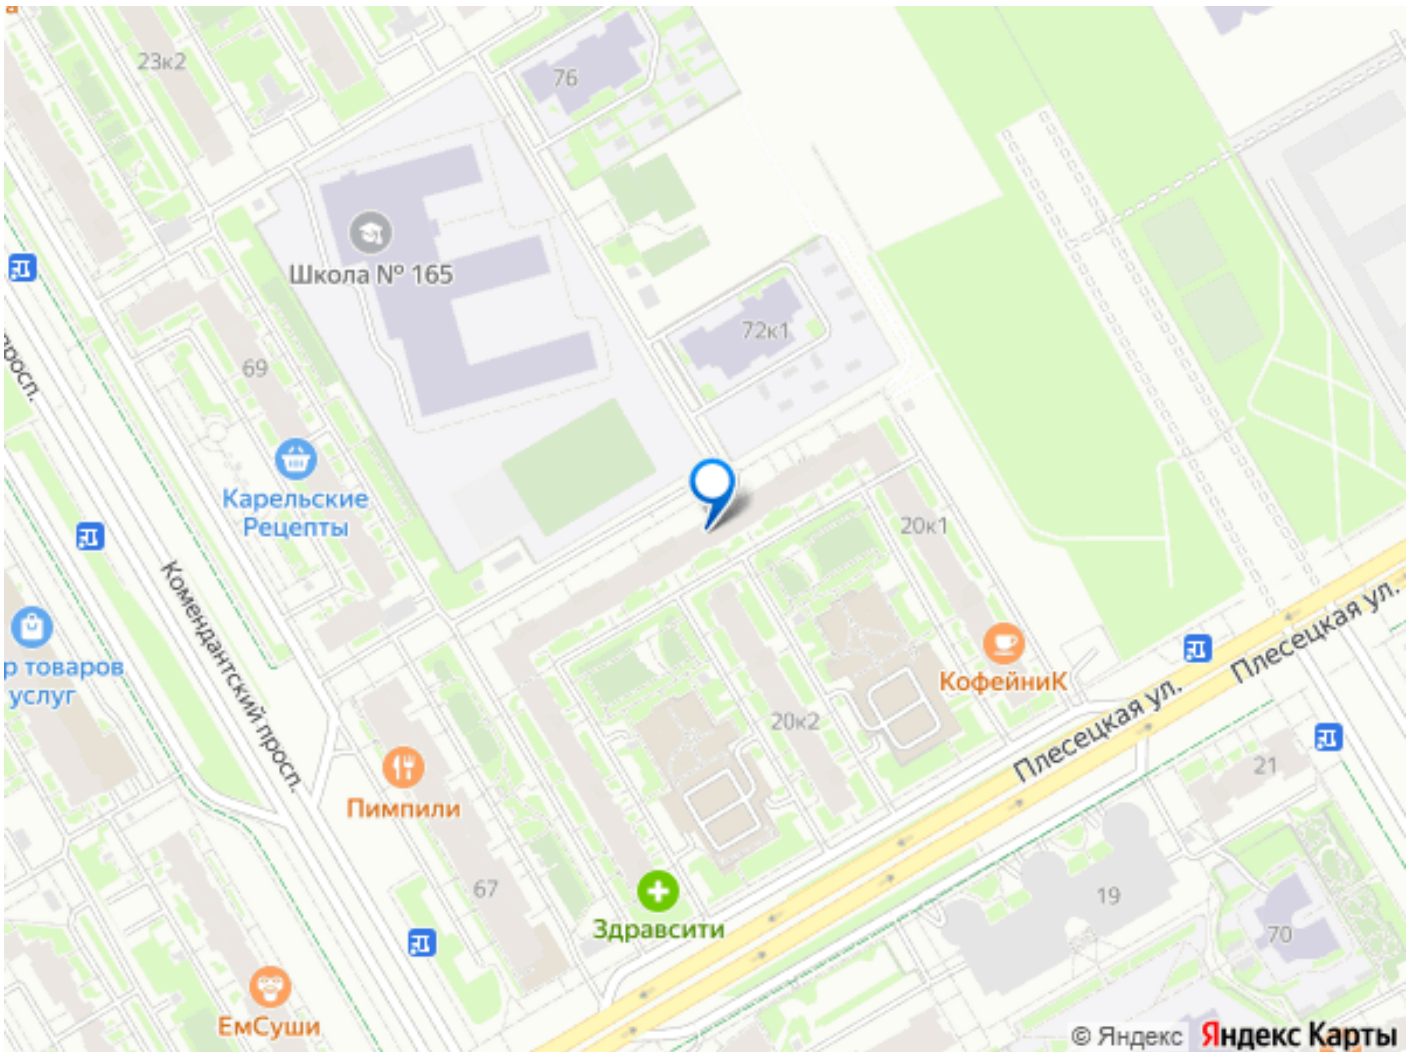 23к2
76
Школа № 165
72к1
просп.
69
Карельские
Рецепты
20к1
Комендантский просп.
р товаров
услуг
КофейниК
Плесецкая ул.
Плесецкая ул.
20к2
21
Пимпили
67
19
Здравсити
70
ЕмСуши
© Яндекс Яндекс Карты